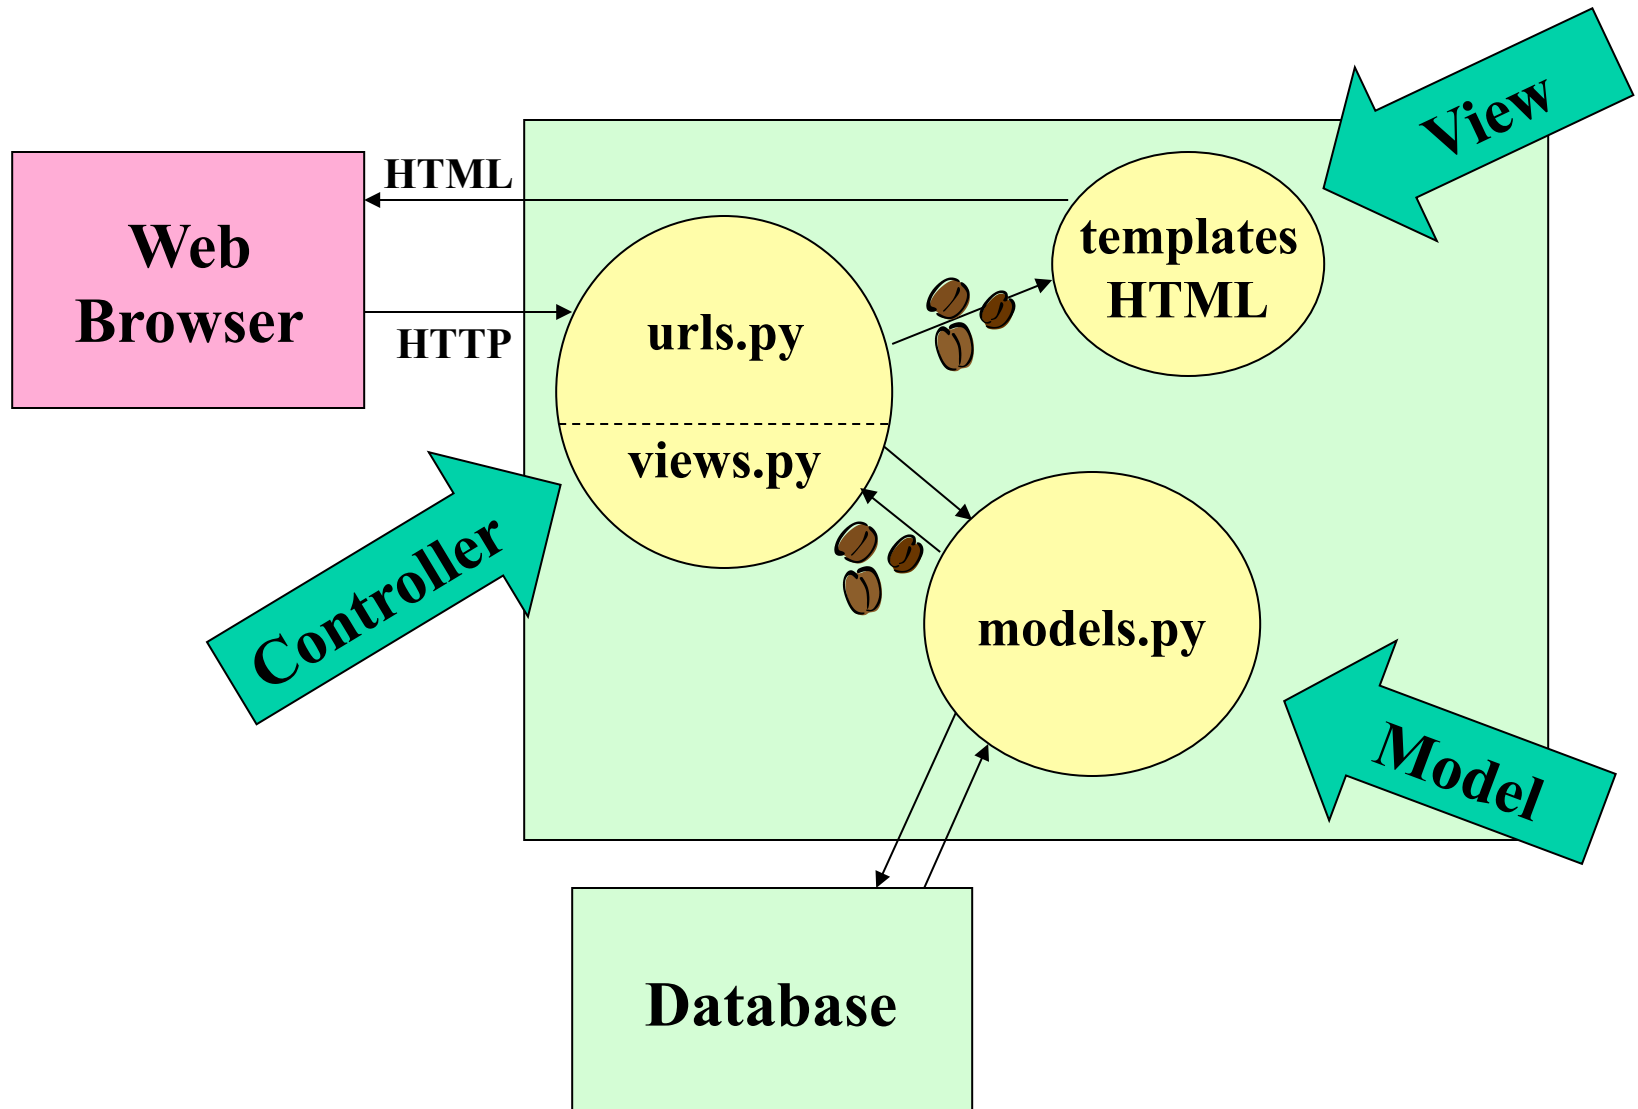 View
HTML
Web
Browser
templates
HTML
HTTP
urls.py
views.py
Controller
models.py
Model
Database